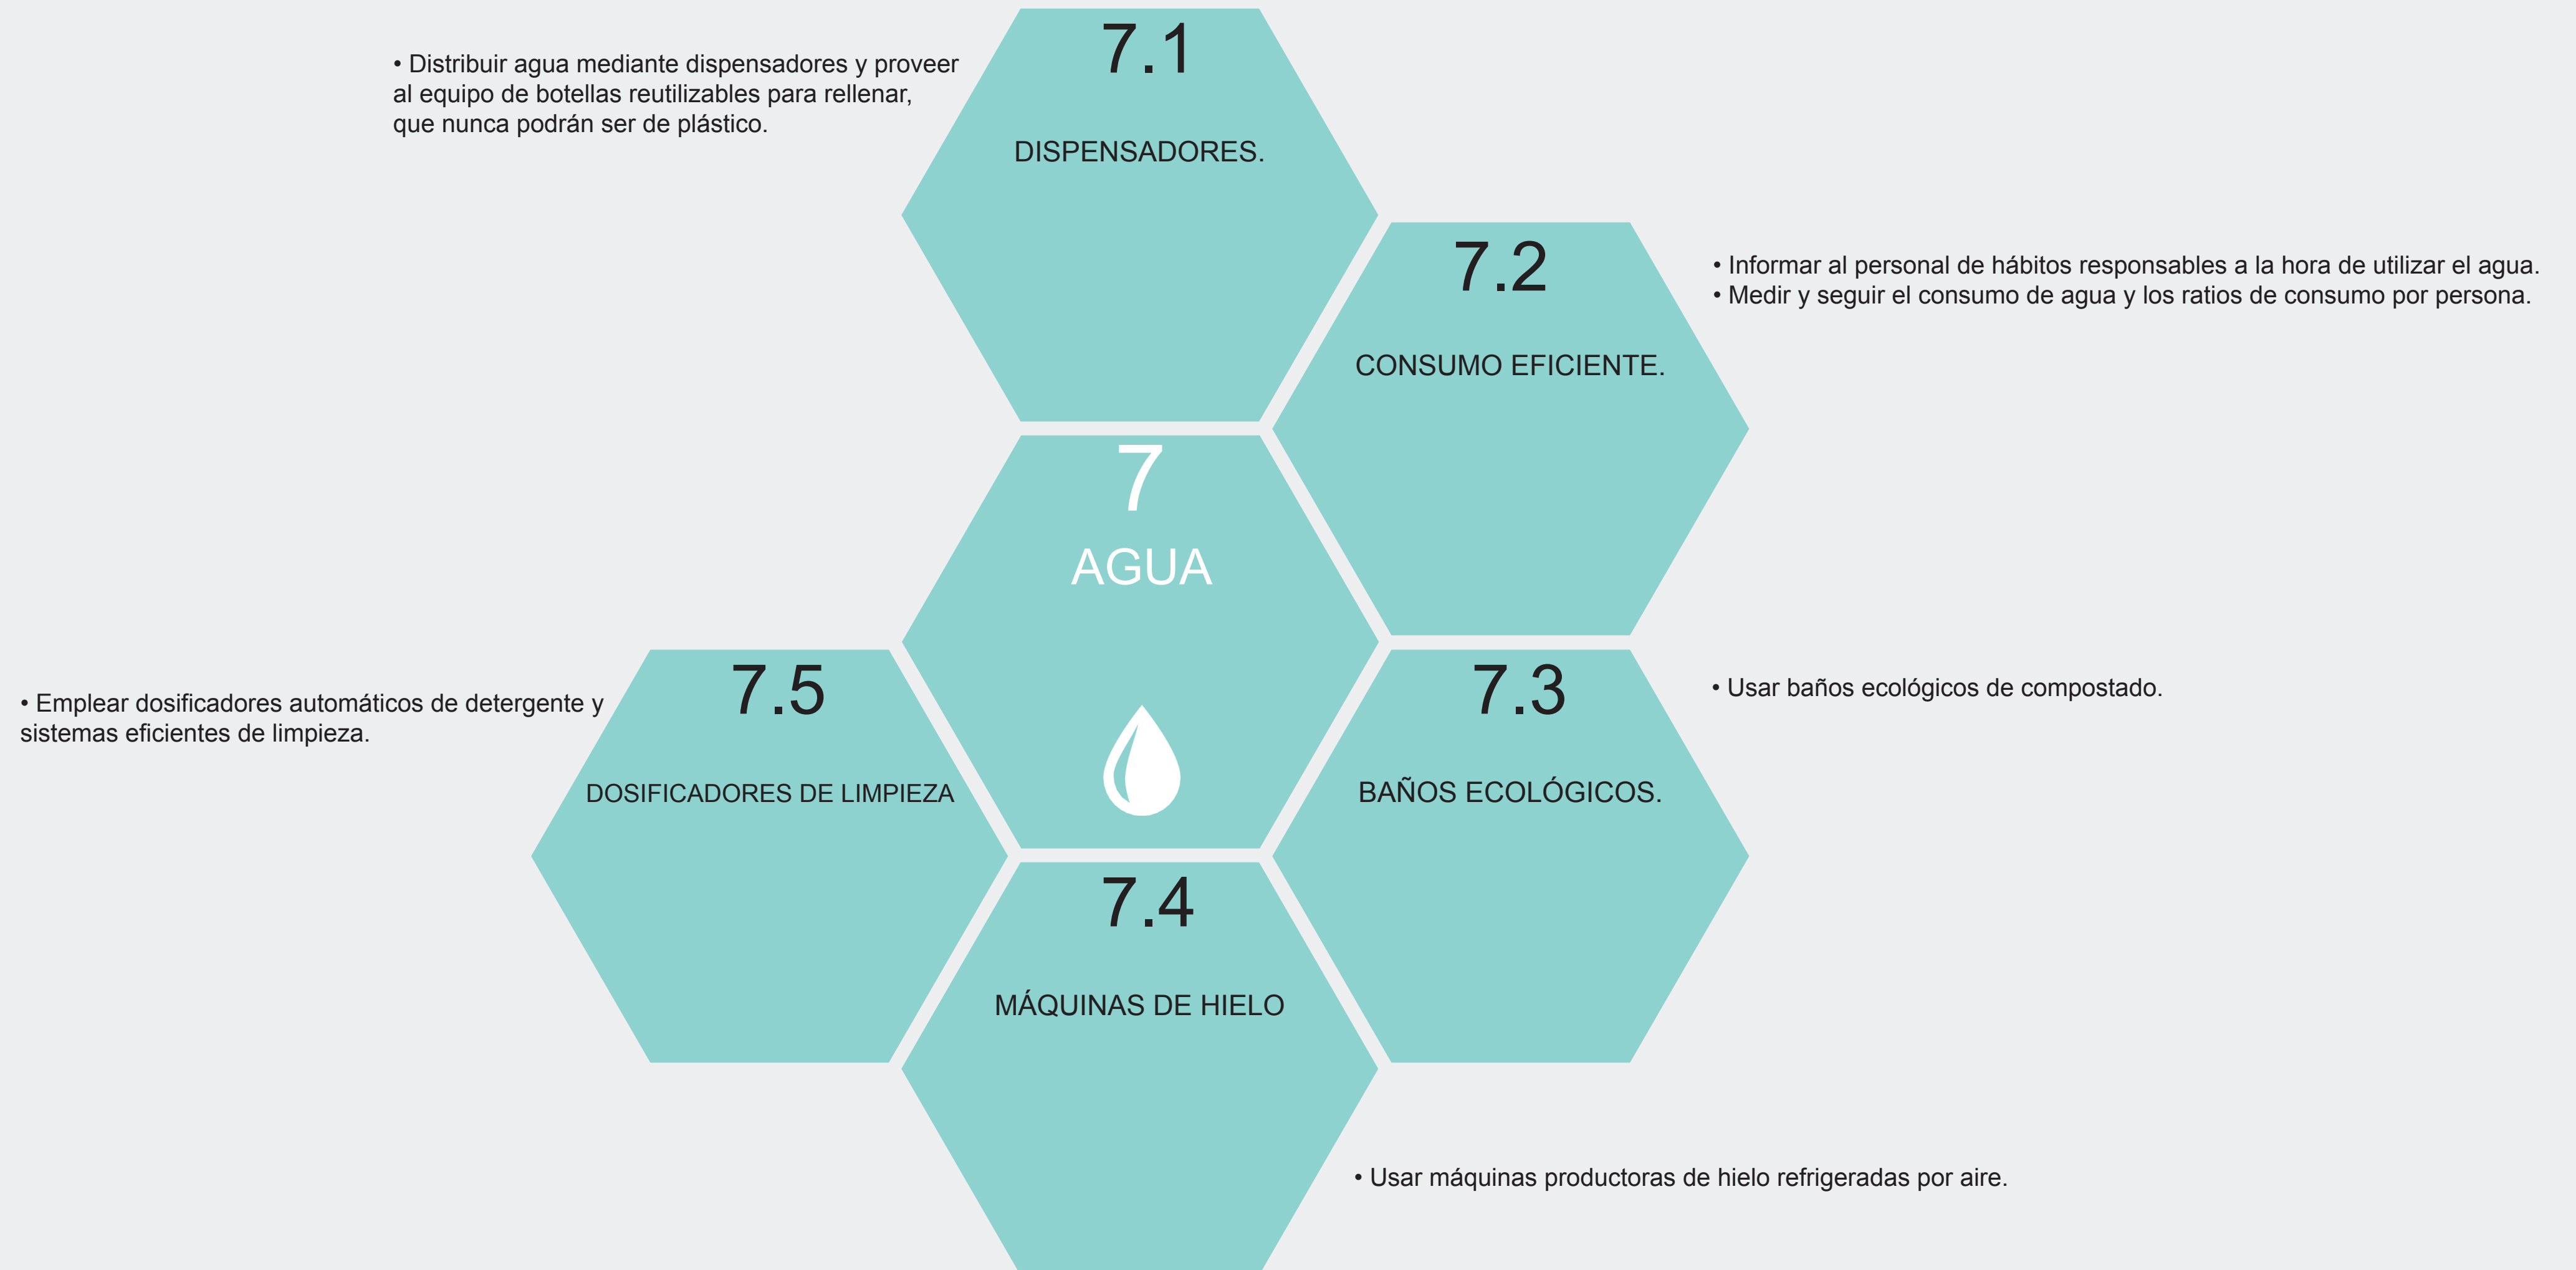 7.1
DISPENSADORES.
• Distribuir agua mediante dispensadores y proveer
al equipo de botellas reutilizables para rellenar,
que nunca podrán ser de plástico.
7.2
CONSUMO EFICIENTE.
• Informar al personal de hábitos responsables a la hora de utilizar el agua.
• Medir y seguir el consumo de agua y los ratios de consumo por persona.
7
AGUA
7.3
BAÑOS ECOLÓGICOS.
• Usar baños ecológicos de compostado.
7.5
DOSIFICADORES DE LIMPIEZA
• Emplear dosificadores automáticos de detergente y
sistemas eficientes de limpieza.
7.4
MÁQUINAS DE HIELO
• Usar máquinas productoras de hielo refrigeradas por aire.